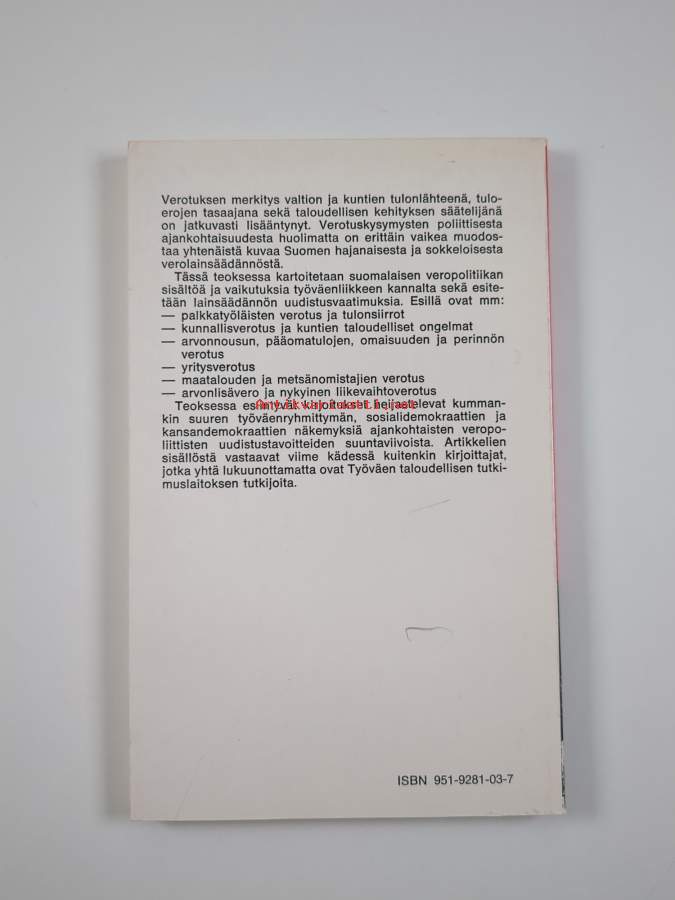 Verotuksen merkitys valtion ja kuntien tulonlähteenä, tulo-
erojen tasaajana sekä taloudellisen kehityksen säätelijänä
on jatkuvasti lisääntynyt. Verotuskysymysten poliittisesta
ajankohtaisuudesta huolimatta on erittäin vaikea muodos-
taa yhtenäistä kuvaa Suomen hajanaisesta ja sokkeloisesta
verolainsäädännöstä.
Tässä teoksessa kartoitetaan suomalaisen veropolitiikan
sisältöä ja vaikutuksia työväenliikkeen kannalta sekä esite-
tään lainsäädännön uudistusvaatimuksia. Esillä ovat mm:
— palkkatyöläisten verotus ja tulonsiirrot
— kunnallisverotus ja kuntien taloudelliset ongelmat
— arvonnousun, pääomatulojen, omaisuuden ja perinnön
verotus
— yritysverotus
— maatalouden ja metsänomistajien verotus
— arvonlisävero ja nykyinen liikevaihtoverotus
Teoksessa esiintyvät kirjoitukset heijastelevat kumman-
kin suuren työväenryhmittymän, sosialidemokraattien ja
kansandemokraattien näkemyksiä ajankohtaisten veropo-
liittisten uudistustavoitteiden suuntaviivoista. Artikkelien
sisällöstä vastaavat viime kädessä kuitenkin kirjoittajat,
jotka yhtä lukuunottamatta ovat Työväen taloudellisen tutki-
muslaitoksen tutkijoita.
ISBN 951-9281-03-7